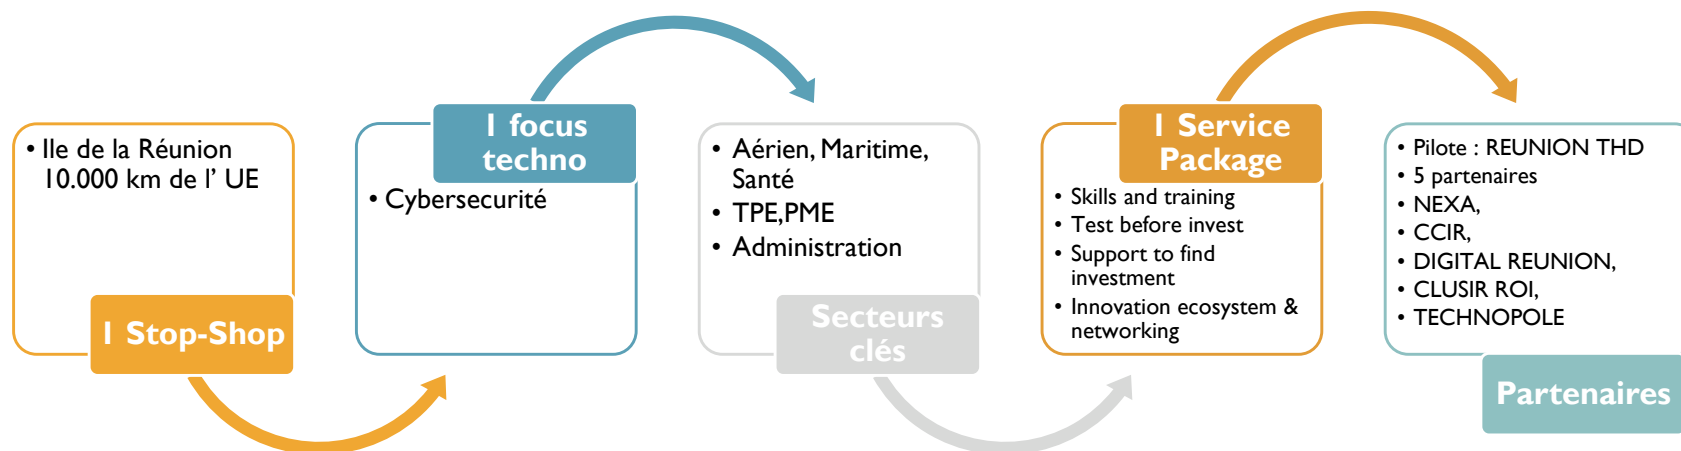 • Ile de la Réunion
10.000 km de l’ UE
1 Stop-Shop
1 focus
techno
• Cybersecurité
• Aérien, Maritime,
Santé
• TPE,PME
• Administration
Secteurs
clés
1 Service
Package
• Skills and training
• Test before invest
• Support to find
investment
• Innovation ecosystem &
networking
• Pilote : REUNION THD
• 5 partenaires
• NEXA,
• CCIR,
• DIGITAL REUNION,
• CLUSIR ROI,
• TECHNOPOLE
Partenaires